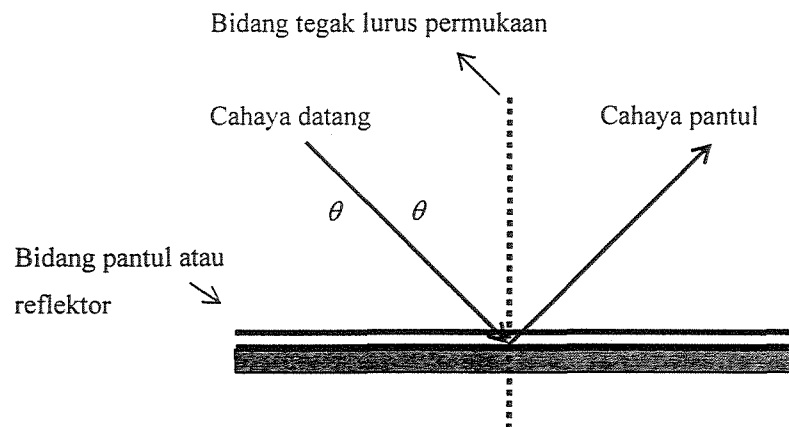 Bidang tegak lurus permukaan
Cahaya datang
Cahaya pantul
θ
θ
Bidang pantul atau
reflektor